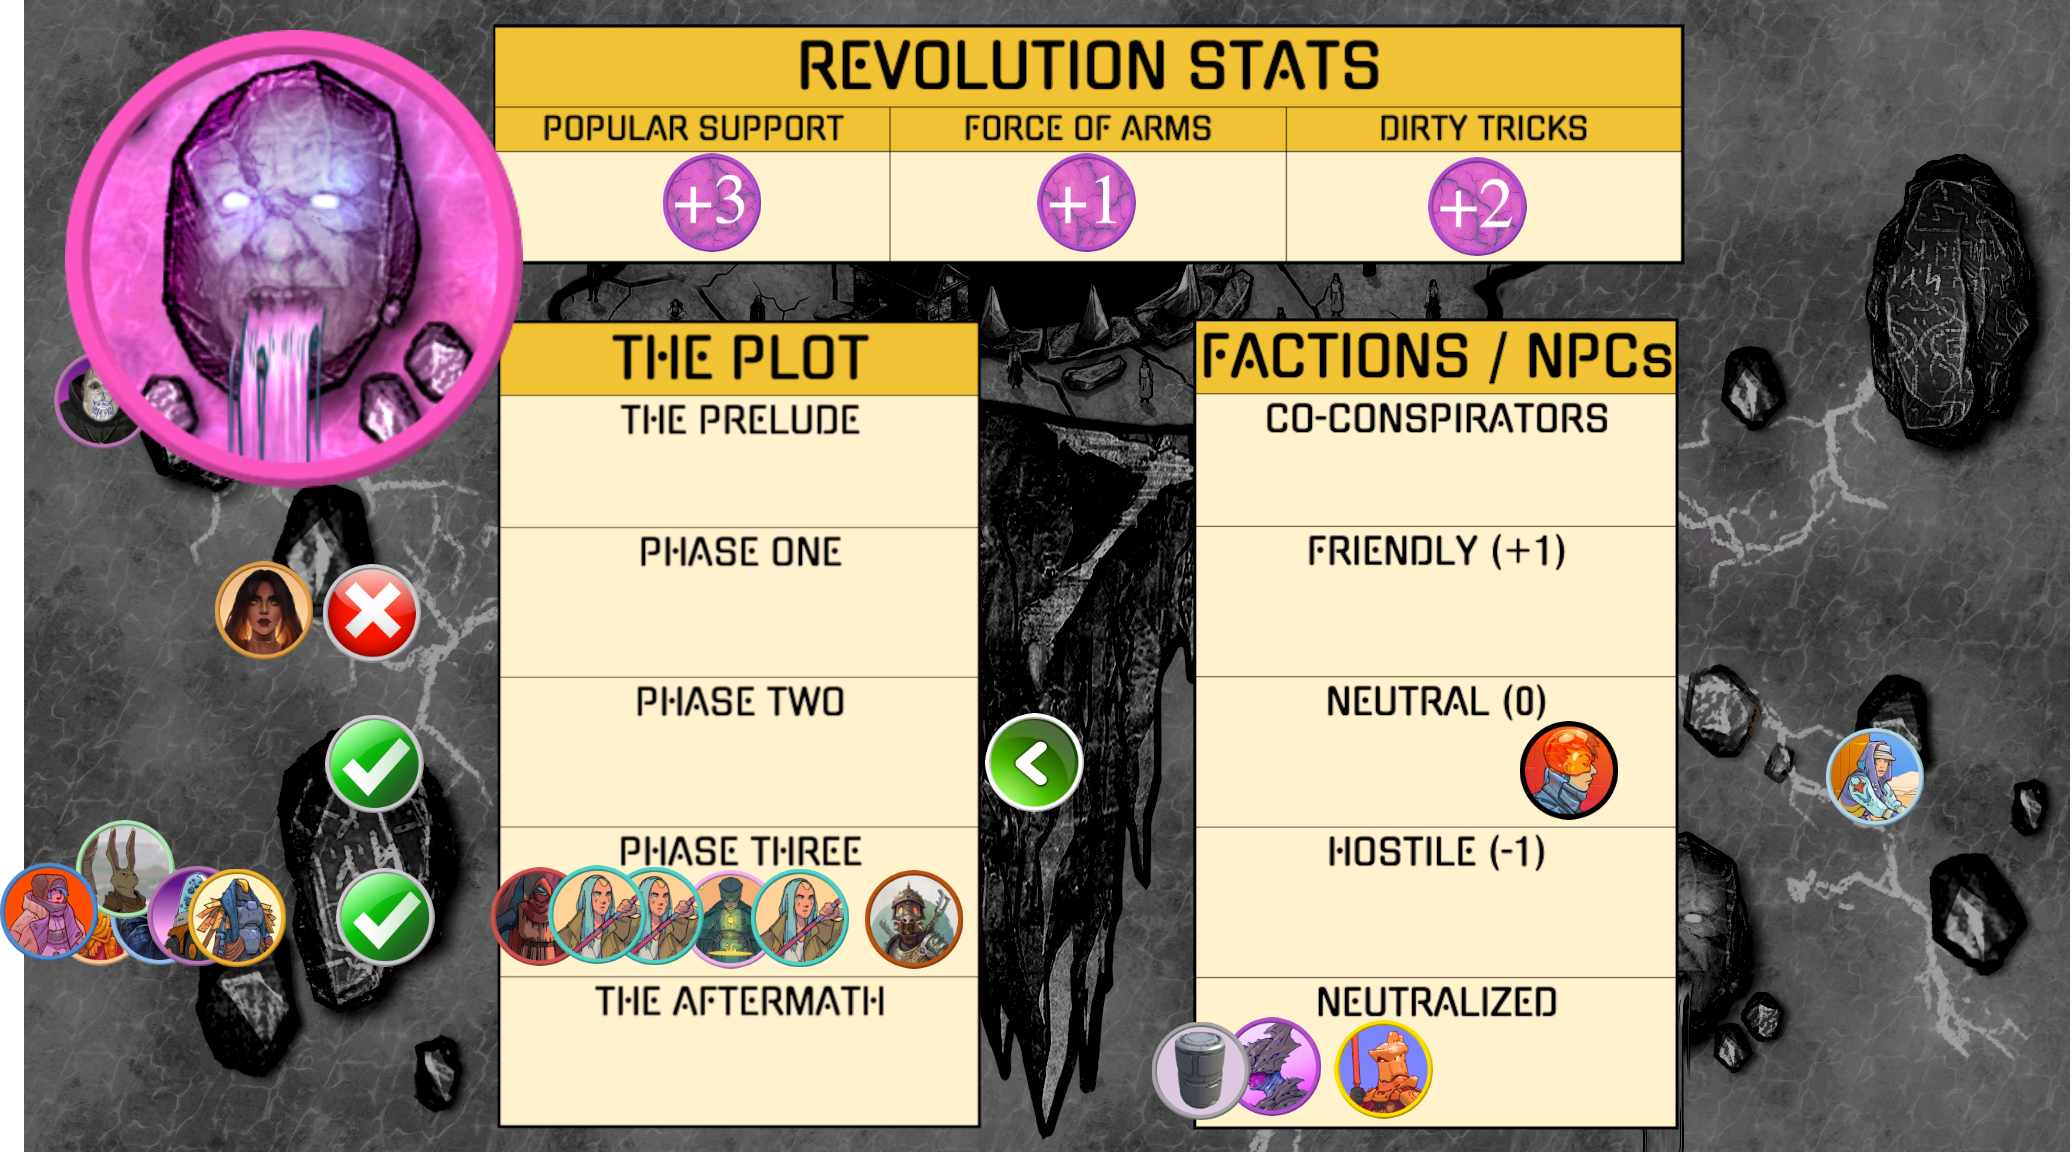 REVOLUTION STATS
POPULAR SUPPORT
FORCE OF ARMS
DIRTY TRICKS
+3
+1
+2
THE PLOT
THE PRELUDE
PHASE ONE
PHASE TWO
PHASE THREE
THE AFTERMATH
FACTIONS / NPCs
CO-CONSPIRATORS
FRIENDLY (+1)
NEUTRAL (0)
HOSTILE (-1)
NEUTRALIZED